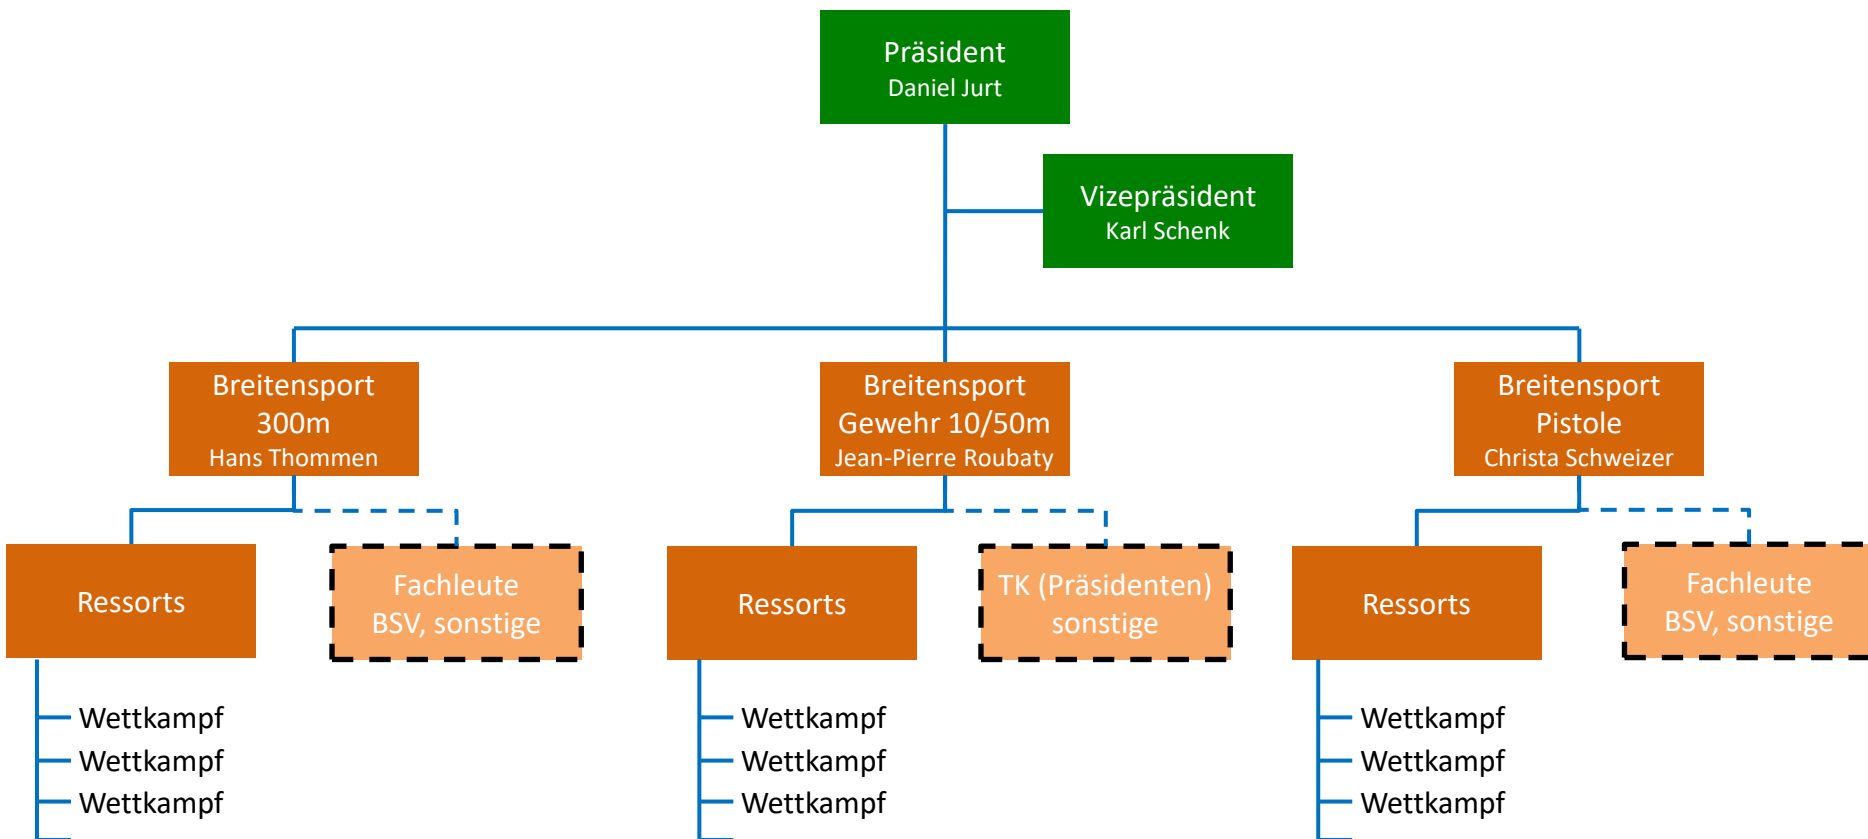 Präsident
Daniel Jurt
Vizepräsident
Karl Schenk
Breitensport
300m
Hans Thommen
Breitensport
Gewehr 10/50m
Jean-Pierre Roubaty
Breitensport
Pistole
Christa Schweizer
Ressorts
Fachleute
BSV, sonstige
Ressorts
TK (Präsidenten)
sonstige
Ressorts
Fachleute
BSV, sonstige
Wettkampf
Wettkampf
Wettkampf
Wettkampf
Wettkampf
Wettkampf
Wettkampf
Wettkampf
Wettkampf